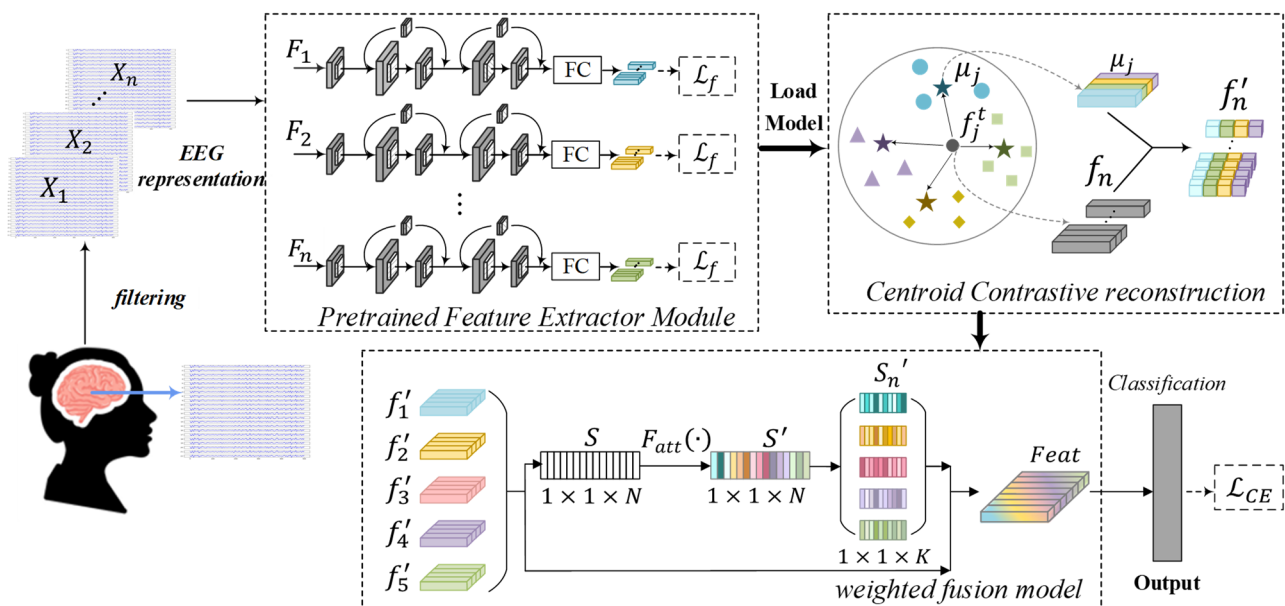 X_n
X_2
X_1
EEG
representation
filtering
F_1
FC
ℒ_f
F_2
FC
ℒ_f
F_n
FC
ℒ_f
Pretrained Feature Extractor Module
Load
Model
μ_j
f_j^t
μ_j
f_n
f_n′
Centroid Contrastive reconstruction
f_1′
f_2′
f_3′
f_4′
f_5′
S
1 × 1 × N
S′
1 × 1 × N
1 × 1 × K
Feat
weighted fusion model
Classification
Output
ℒ_CE